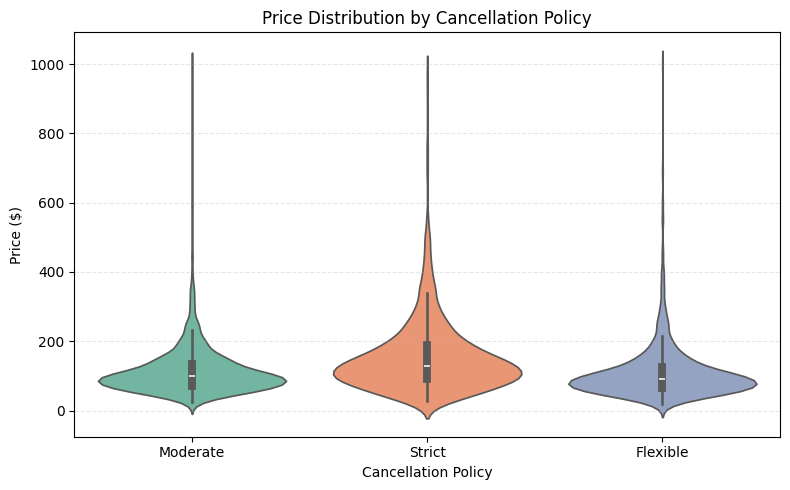 Price Distribution by Cancellation Policy
Price ($)
1000
800
600
400
200
0
Moderate Strict Flexible
Cancellation Policy